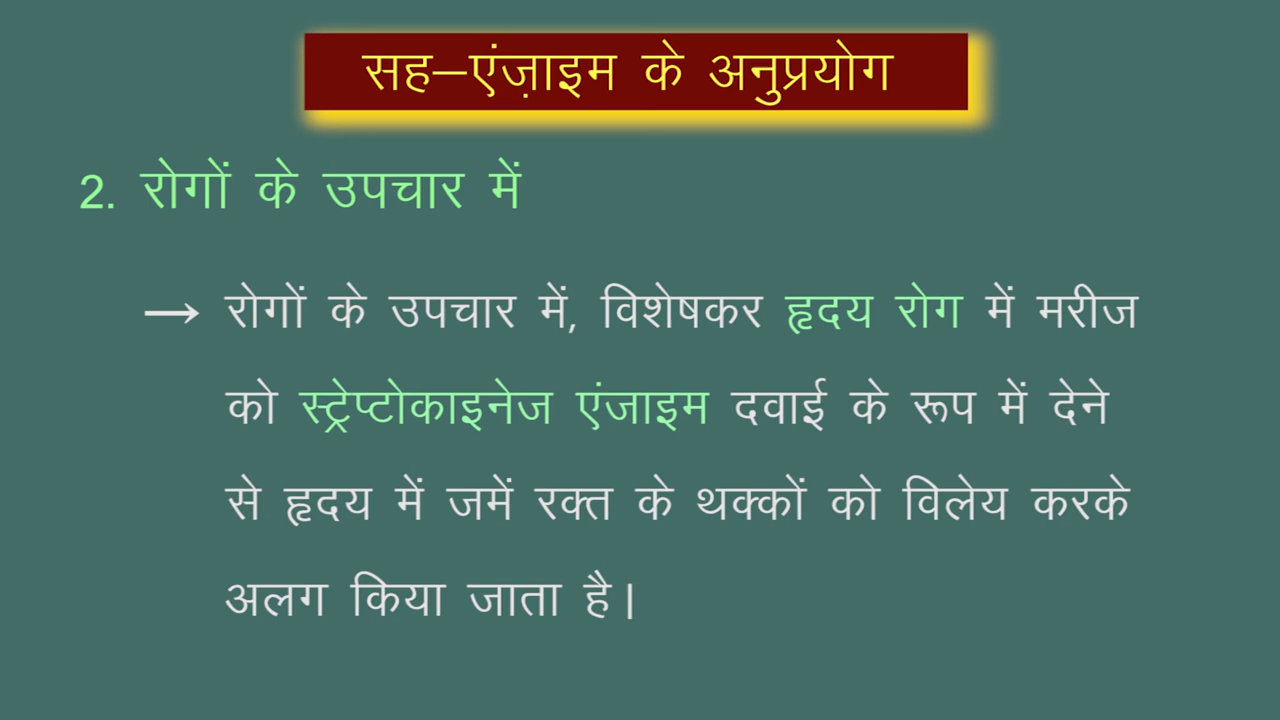 सह–एंज़ाइम के अनुप्रयोग
2. रोगों के उपचार में
→ रोगों के उपचार में, विशेषकर हृदय रोग में मरीज
को स्ट्रेप्टोकाइनेज एंजाइम दवाई के रूप में देने
से हृदय में जमें रक्त के थक्कों को विलेय करके
अलग किया जाता है।